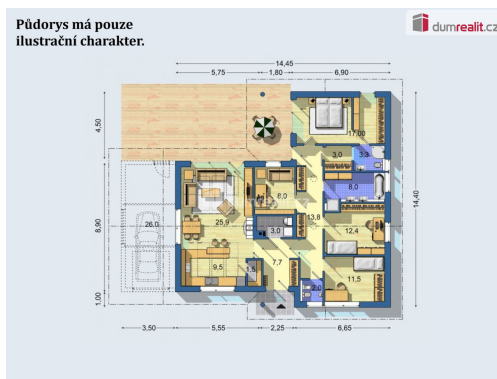 Půdorys má pouze
ilustrační charakter.
dumrealit.cz
14,45
5,75 1,80 6,90
4,50
17,00
3,0 3,3
8,0 8,0
14,40
8,90
26,0 25,9 13,8 12,4
3,0
7,7
9,5 1,5 11,5
2,0
1,00
3,50 5,55 2,25 6,65